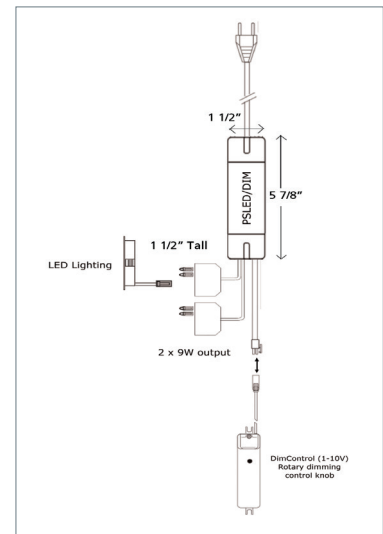 1 1/2"
PSLED/DIM
5 7/8"
1 1/2" Tall
LED Lighting
2 x 9W output
DimControl (1-10V)
Rotary dimming
control knob